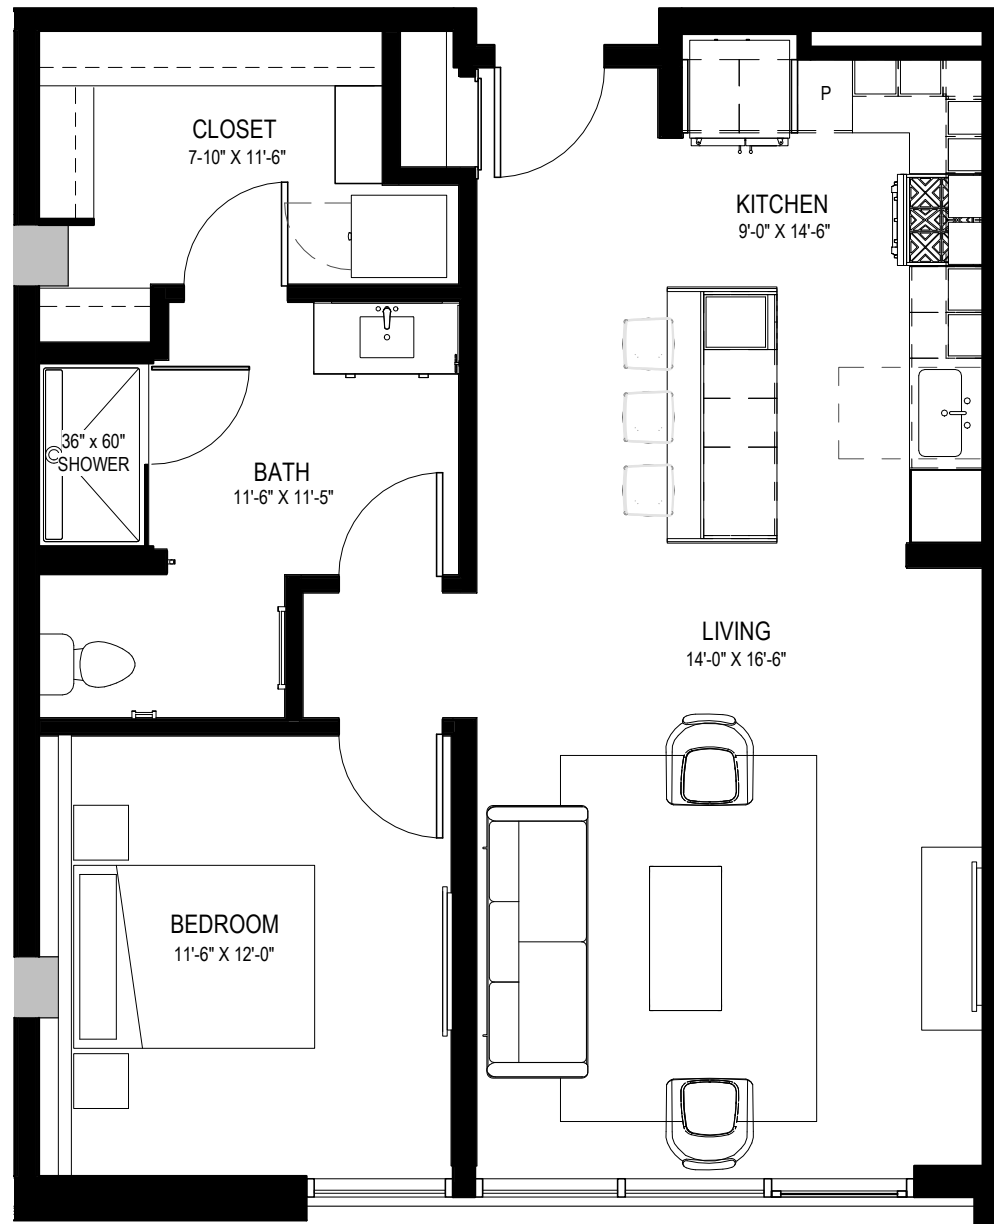 CLOSET
7'-10" X 11'-6"
P
KITCHEN
9'-0" X 14'-6"
36" x 60"
SHOWER
BATH
11'-6" X 11'-5"
LIVING
14'-0" X 16'-6"
BEDROOM
11'-6" X 12'-0"